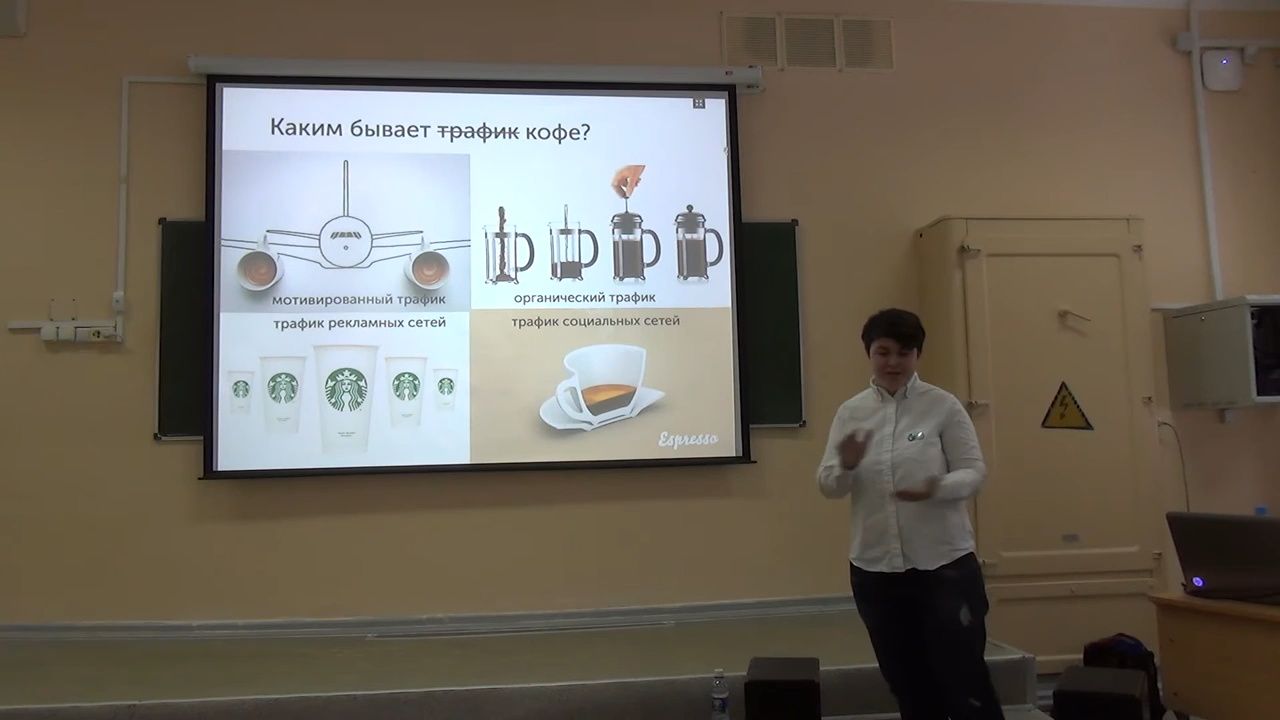 Каким бывает трафик кофе?
мотивированный трафик
органический трафик
трафик рекламных сетей
трафик социальных сетей
Espresso